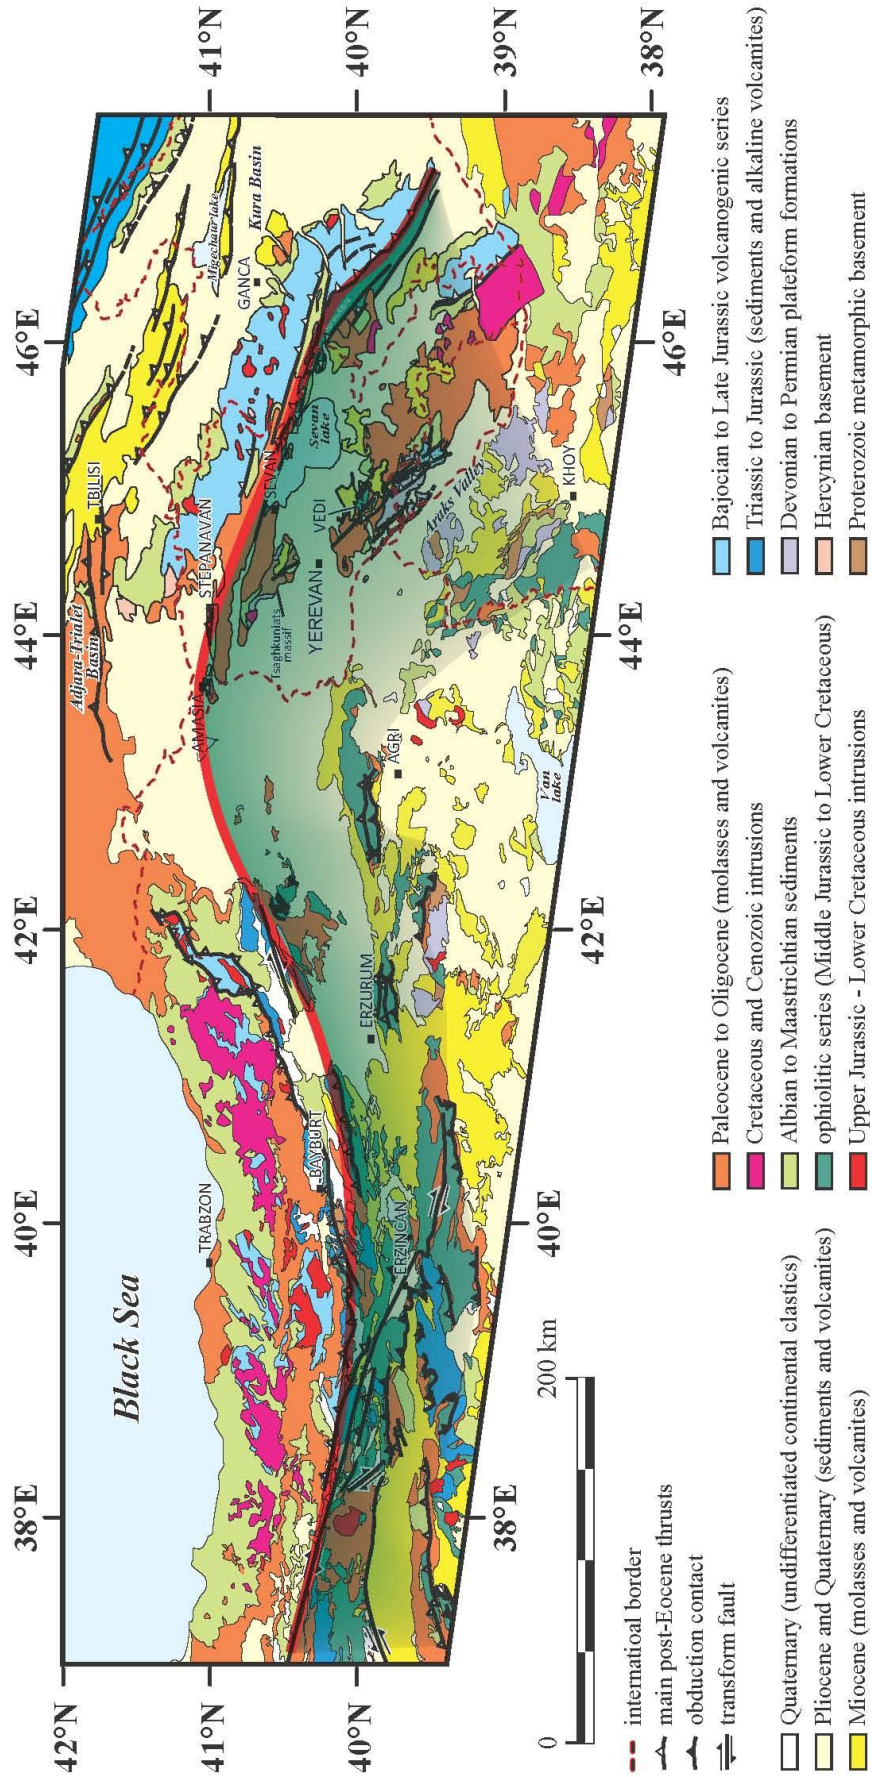 38°E
40°E
42°E
44°E
46°E
42°N
41°N
40°N
41°N
40°N
39°N
38°N
38°E
40°E
42°E
44°E
46°E
Black Sea
TRABZON
BAYBURT
ERZINCAN
ERZURUM
AGRI
Van
lake
Adjara-Trialet
Basin
TBILISI
STEPANAVAN
AMASIA
Tsaghkuniats
massif
YEREVAN
VEDI
SEVAN
Sevan
lake
Araks Valley
KHOY
GANCA
Kura Basin
Migechaur lake
0
200 km
internatioal border
main post-Eocene thrusts
obduction contact
transform fault
Quaternary (undifferentiated continental clastics)
Pliocene and Quaternary (sediments and volcanites)
Miocene (molasses and volcanites)
Paleocene to Oligocene (molasses and volcanites)
Cretaceous and Cenozoic intrusions
Albian to Maastrichtian sediments
ophiolitic series (Middle Jurassic to Lower Cretaceous)
Upper Jurassic - Lower Cretaceous intrusions
Bajocian to Late Jurassic volcanogenic series
Triassic to Jurassic (sediments and alkaline volcanites)
Devonian to Permian plateform formations
Hercynian basement
Proterozoic metamorphic basement